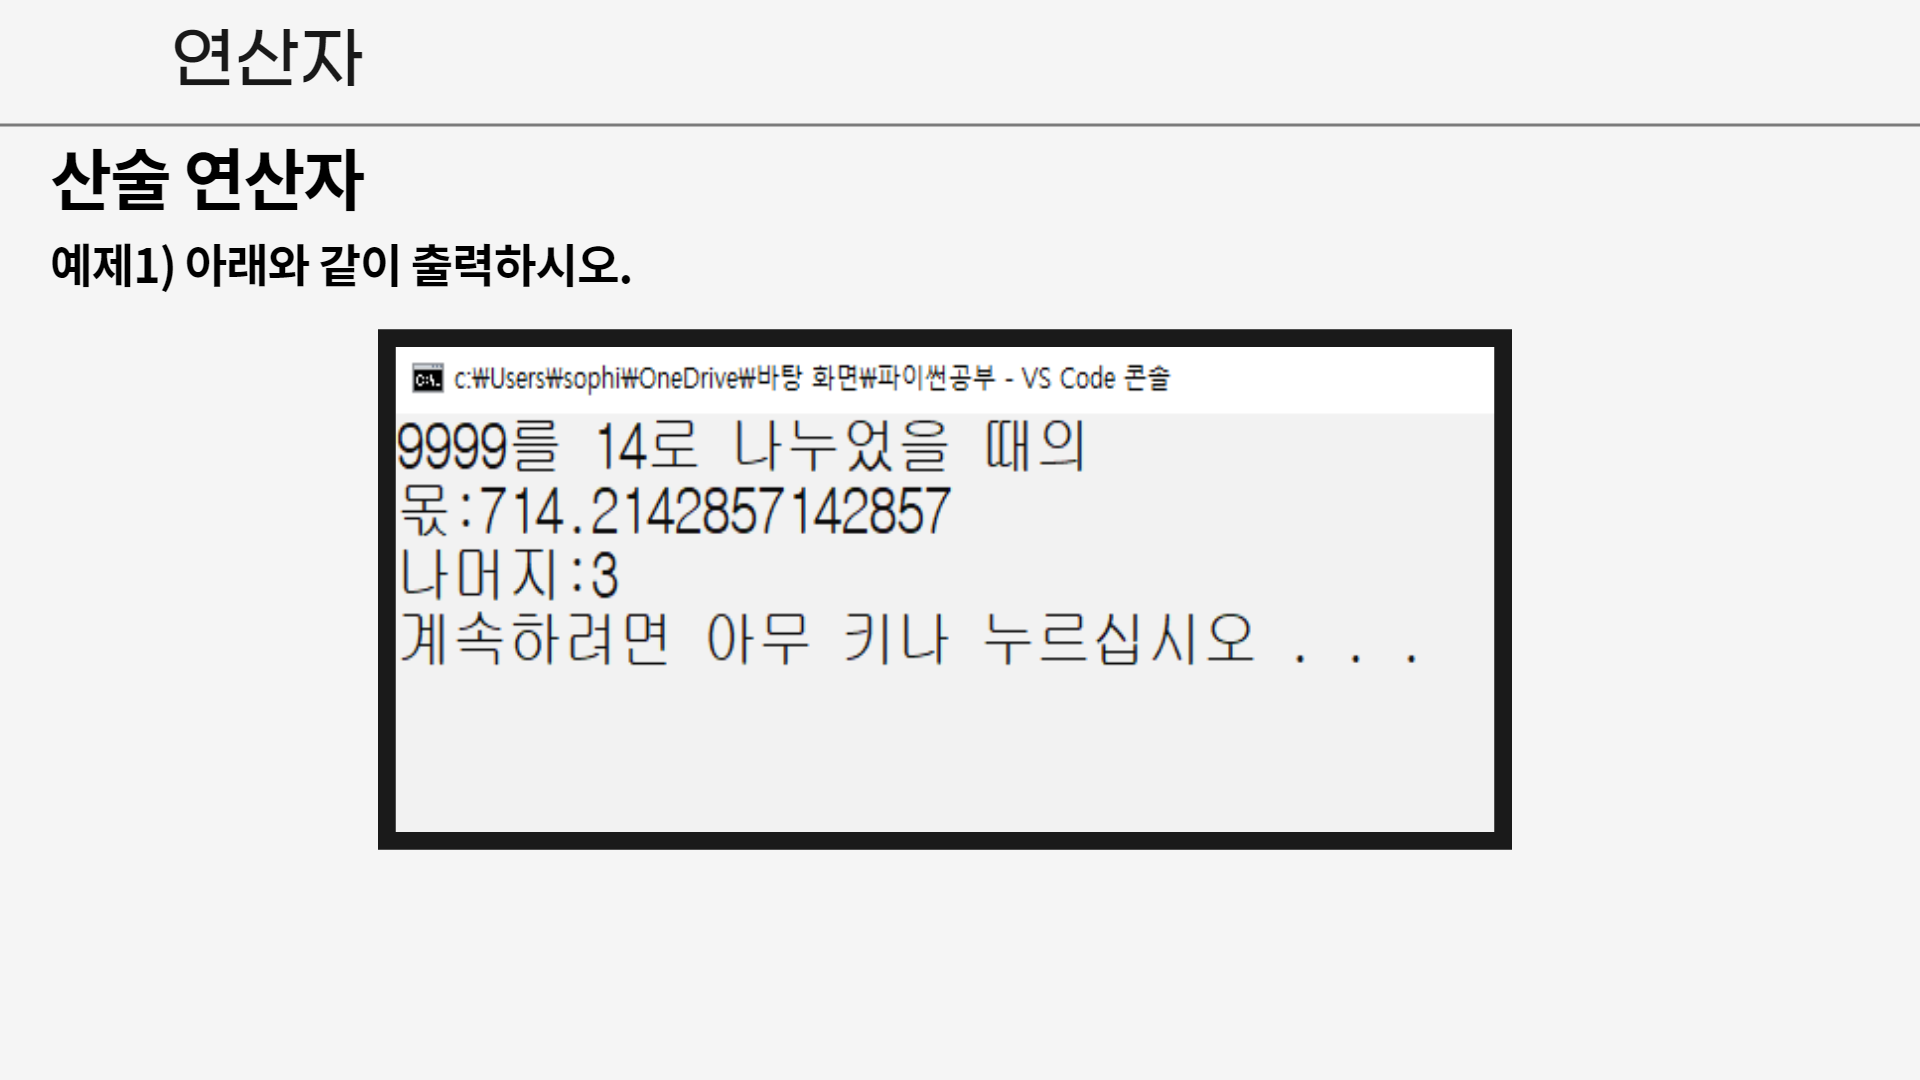 연산자
산술 연산자
예제1) 아래와 같이 출력하시오.
c:₩Users₩sophi₩OneDrive₩바탕 화면₩파이썬공부 - VS Code 콘솔
9999를 14로 나누었을 때의
몫:714.2142857142857
나머지:3
계속하려면 아무 키나 누르십시오 . . .